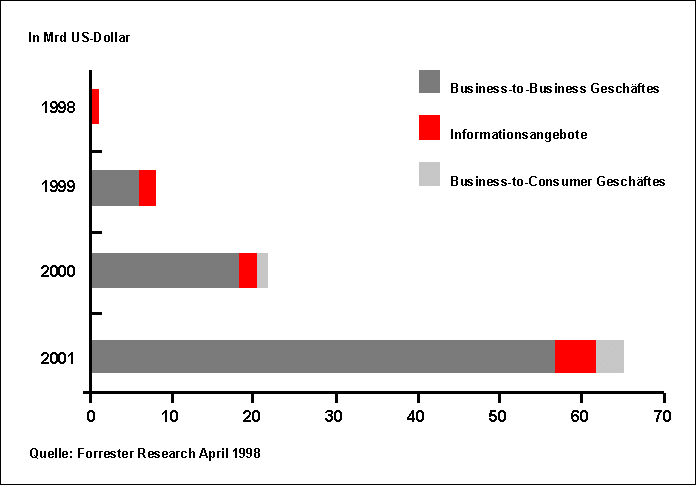 In Mrd US-Dollar
Business-to-Business Geschäftes
1998
Informationsangebote
Business-to-Consumer Geschäftes
1999
2000
2001
0 10 20 30 40 50 60 70
Quelle: Forrester Research April 1998